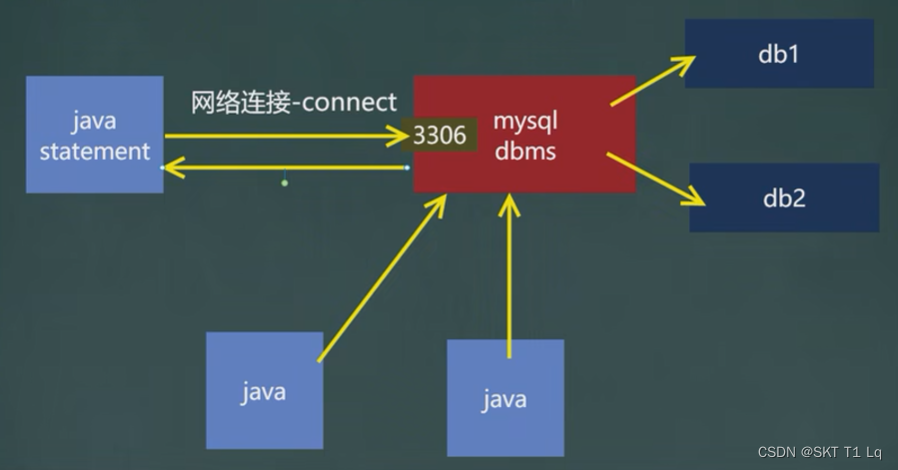 java
statement
网络连接-connect
3306
mysql
dbms
db1
db2
java
java
CSDN @SKT T1 Lq